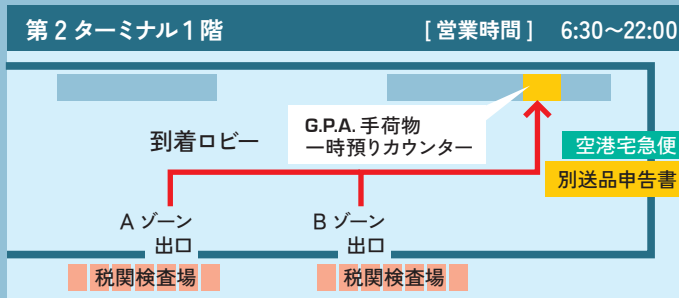 第2ターミナル1階
[営業時間] 6:30〜22:00
G.P.A. 手荷物
一時預りカウンター
到着ロビー
空港宅急便
別送品申告書
A ゾーン
出口
B ゾーン
出口
税関検査場
税関検査場